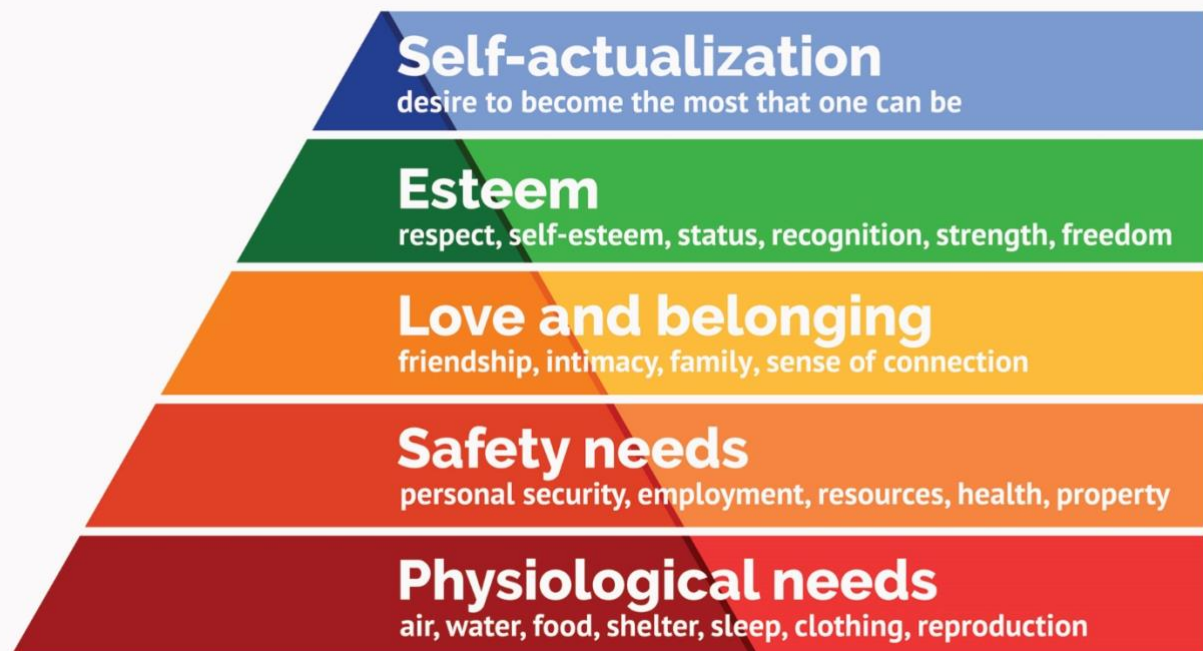 Self-actualization
desire to become the most that one can be
Esteem
respect, self-esteem, status, recognition, strength, freedom
Love and belonging
friendship, intimacy, family, sense of connection
Safety needs
personal security, employment, resources, health, property
Physiological needs
air, water, food, shelter, sleep, clothing, reproduction